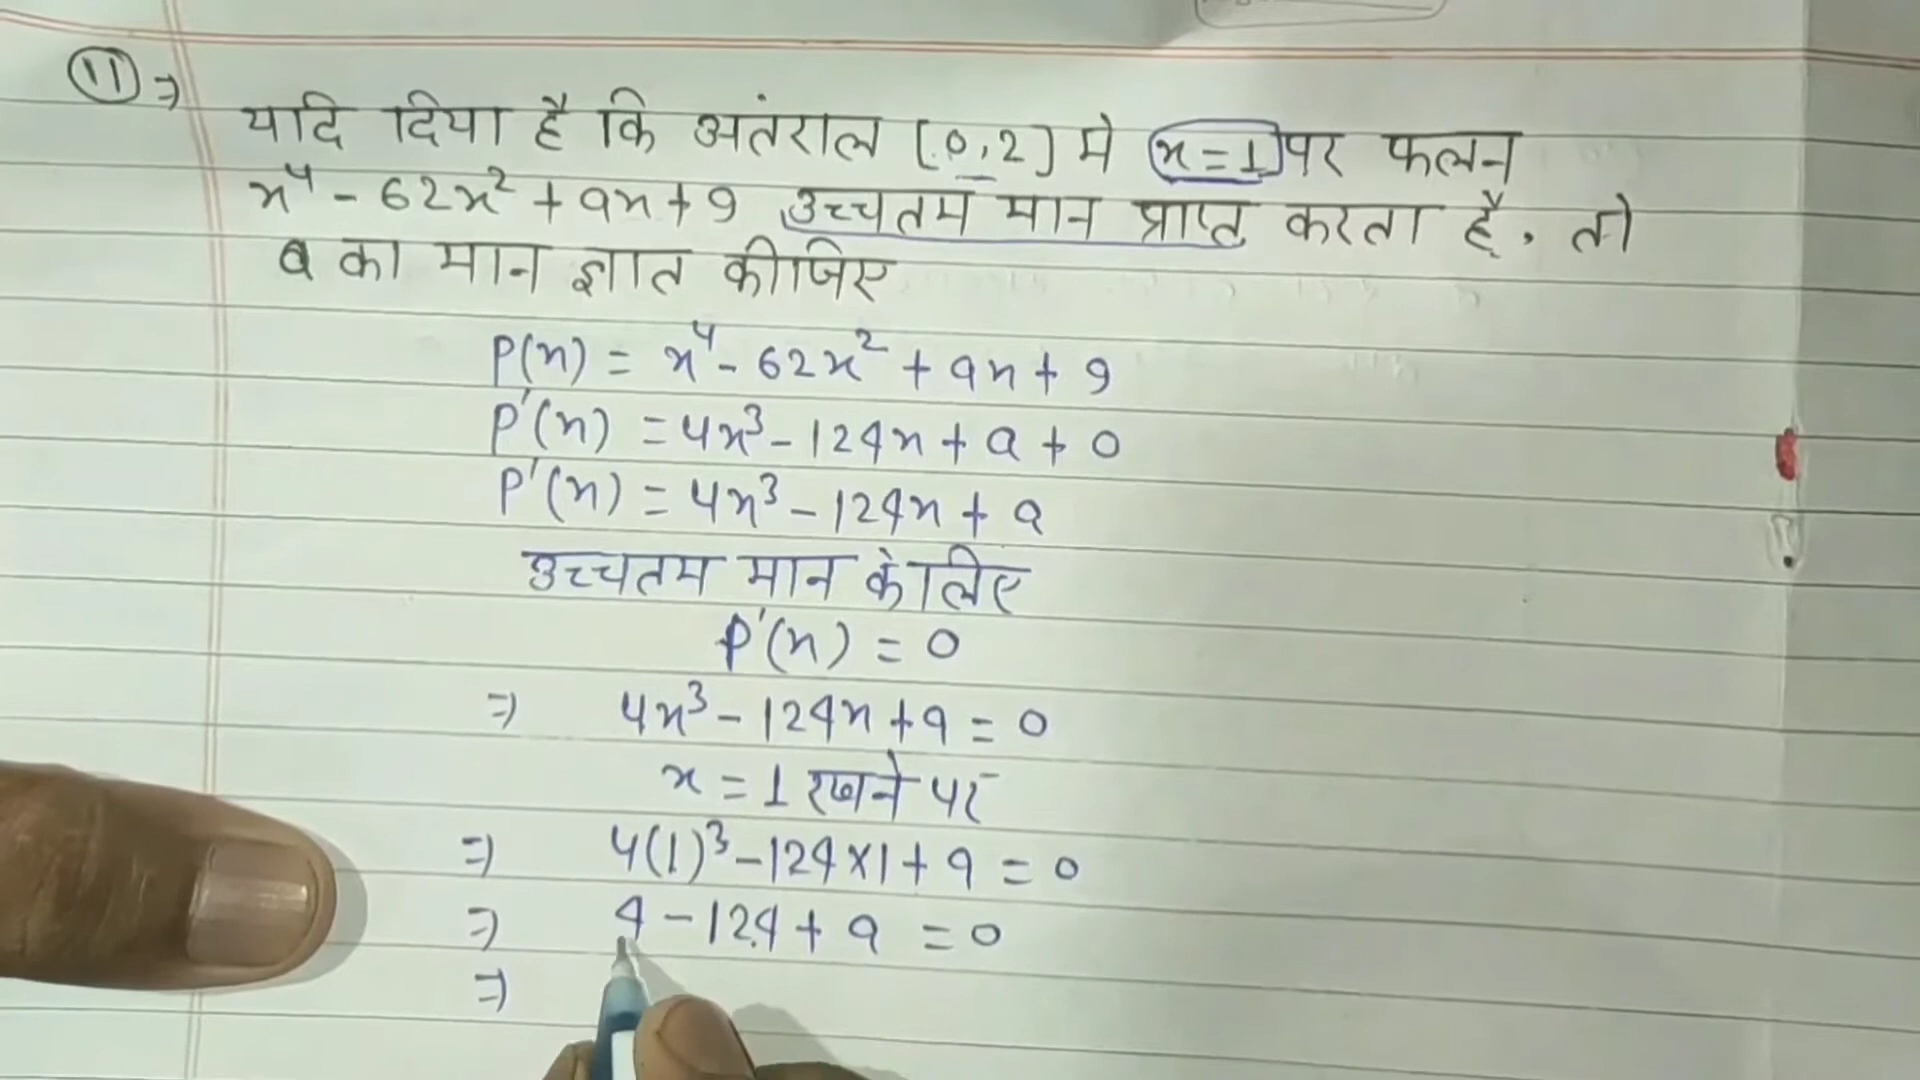 11 ⇒
यदि दिया है कि अंतराल [0,2] मे x=1 पर फलन
x⁴ - 62x² + ax + 9 उच्चतम मान प्राप्त करता है, तो
a का मान ज्ञात कीजिए
P(x) = x⁴ - 62x² + ax + 9
P'(x) = 4x³ - 124x + a + 0
P'(x) = 4x³ - 124x + a
उच्चतम मान के लिए
P'(x) = 0
⇒ 4x³ - 124x + a = 0
x = 1 रखने पर
⇒ 4(1)³ - 124×1 + a = 0
⇒ 4 - 124 + a = 0
⇒